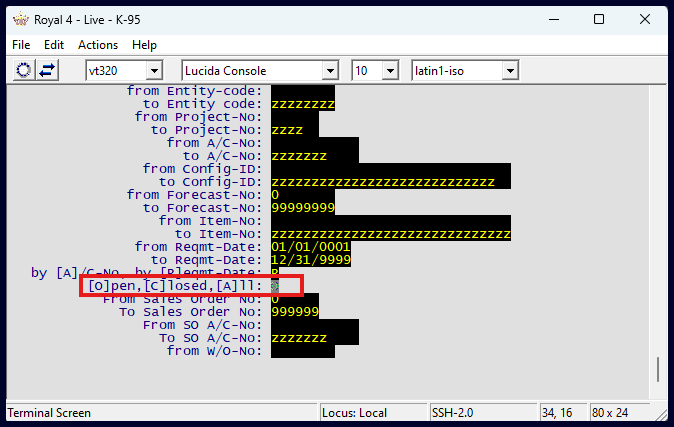 Royal 4 - Live - K-95
File Edit Actions Help
vt320 Lucida Console 10 latin1-iso
from Entity-code:
to Entity code: zzzzzzzz
from Project-No:
to Project-No: zzzz
from A/C-No:
to A/C-No: zzzzzzz
from Config-ID:
to Config-ID: zzzzzzzzzzzzzzzzzzzzzzzzzzzz
from Forecast-No: 0
to Forecast-No: 99999999
from Item-No:
to Item-No: zzzzzzzzzzzzzzzzzzzzzzzzzzzzzz
from Reqmt-Date: 01/01/0001
to Reqmt-Date: 12/31/9999
by [A]/C-No, by [R]eqmt-Date: R
[O]pen,[C]losed,[A]ll:
From Sales Order No: 0
To Sales Order No: 999999
From SO A/C-No:
To SO A/C-No: zzzzzzz
from W/O-No:
Terminal Screen Locus: Local SSH-2.0 34, 16 80 x 24